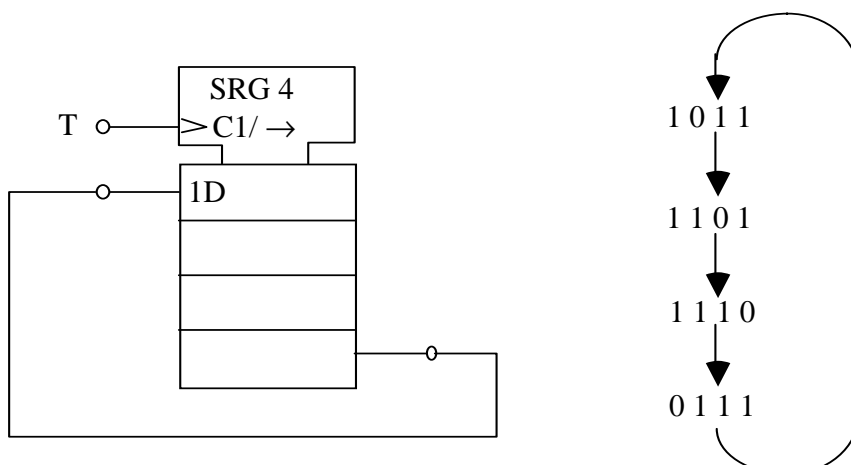 SRG 4
T
> C1/ →
1D
1 0 1 1
1 1 0 1
1 1 1 0
0 1 1 1